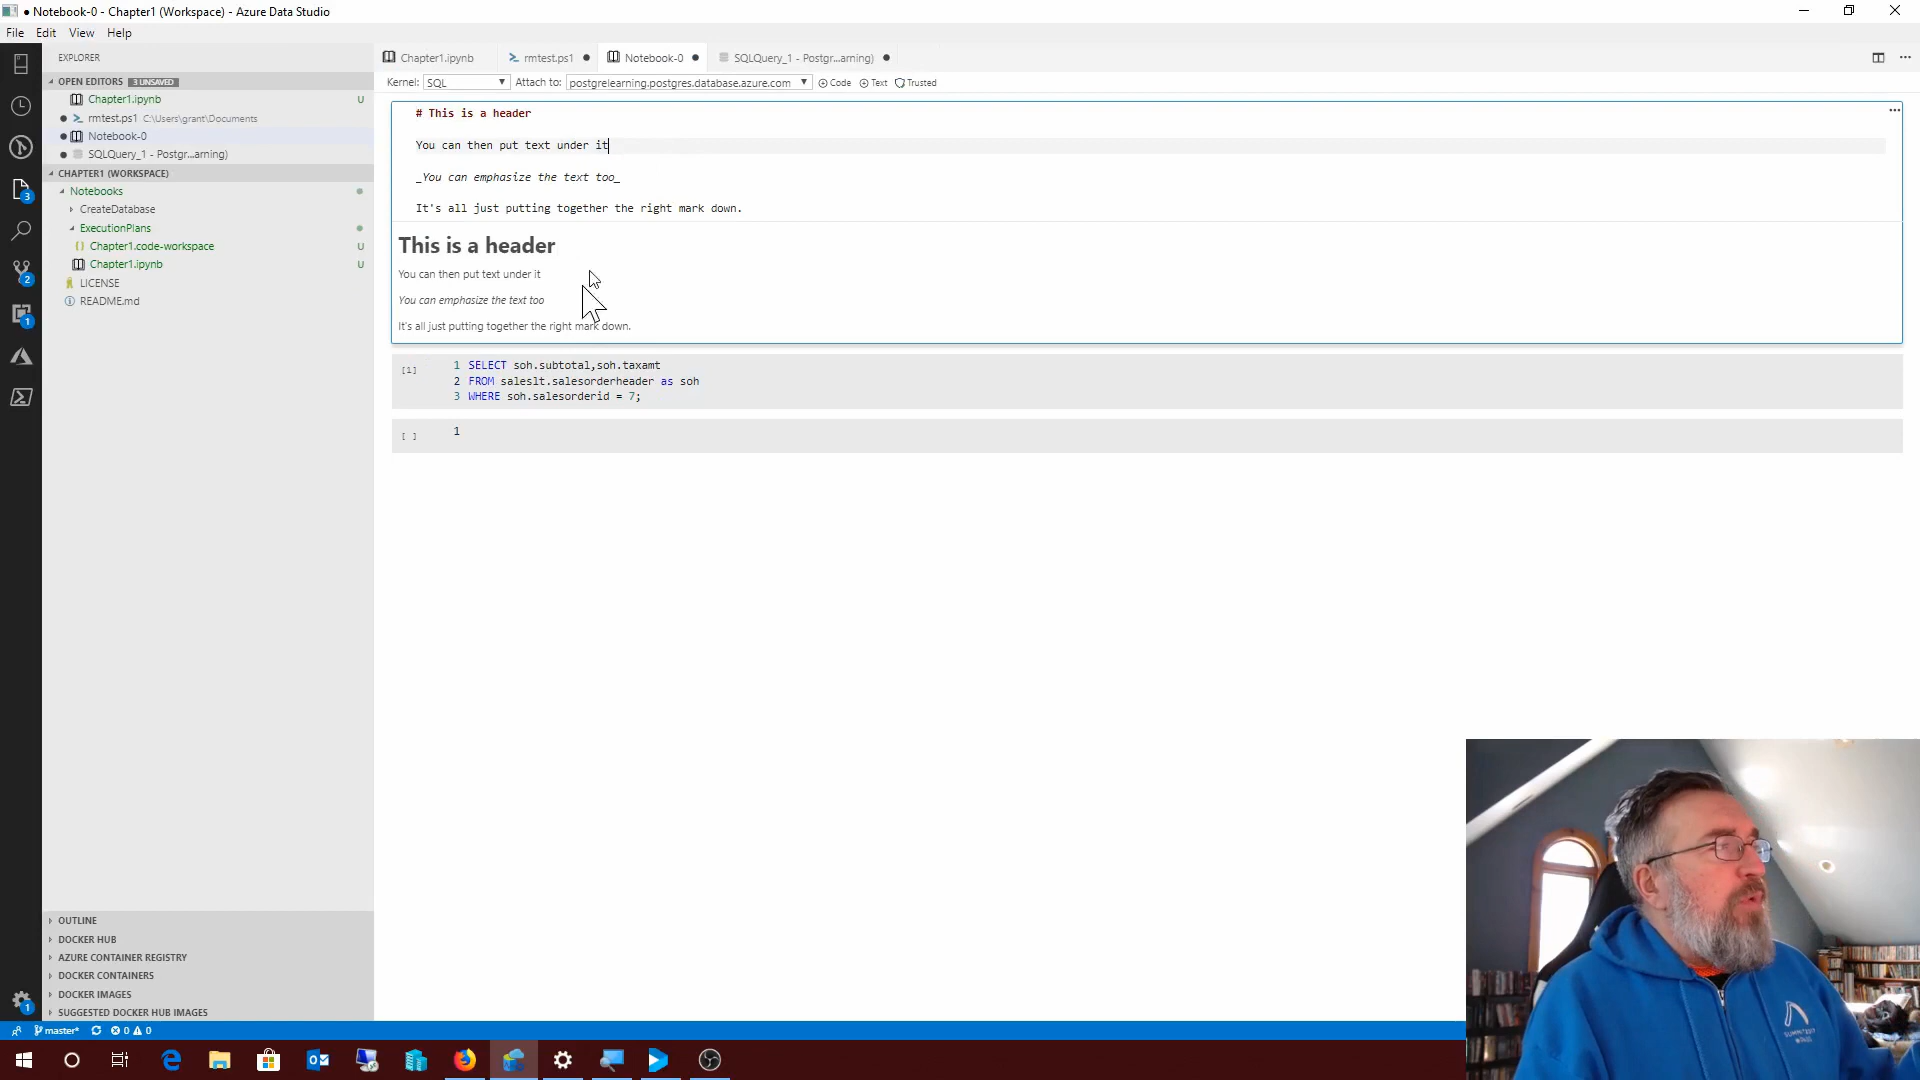 ● Notebook-0 - Chapter1 (Workspace) - Azure Data Studio
File Edit View Help
EXPLORER
OPEN EDITORS 3 UNSAVED
Chapter1.ipynb U
● rmtest.ps1 C:\Users\grant\Documents
● Notebook-0
● SQLQuery_1 - Postgr...arning)
CHAPTER1 (WORKSPACE)
Notebooks
CreateDatabase
ExecutionPlans
Chapter1.code-workspace U
Chapter1.ipynb U
LICENSE
README.md
OUTLINE
DOCKER HUB
AZURE CONTAINER REGISTRY
DOCKER CONTAINERS
DOCKER IMAGES
SUGGESTED DOCKER HUB IMAGES
3
2
1
1
Chapter1.ipynb rmtest.ps1 ● Notebook-0 ● SQLQuery_1 - Postgr...arning) ●
Kernel: SQL Attach to: postgrelearning.postgres.database.azure.com Code Text Trusted
# This is a header
You can then put text under it
_You can emphasize the text too_
It's all just putting together the right mark down.
This is a header
You can then put text under it
You can emphasize the text too
It's all just putting together the right mark down.
[1] 1 SELECT soh.subtotal,soh.taxamt
2 FROM saleslt.salesorderheader as soh
3 WHERE soh.salesorderid = 7;
[ ] 1
master* 0 0